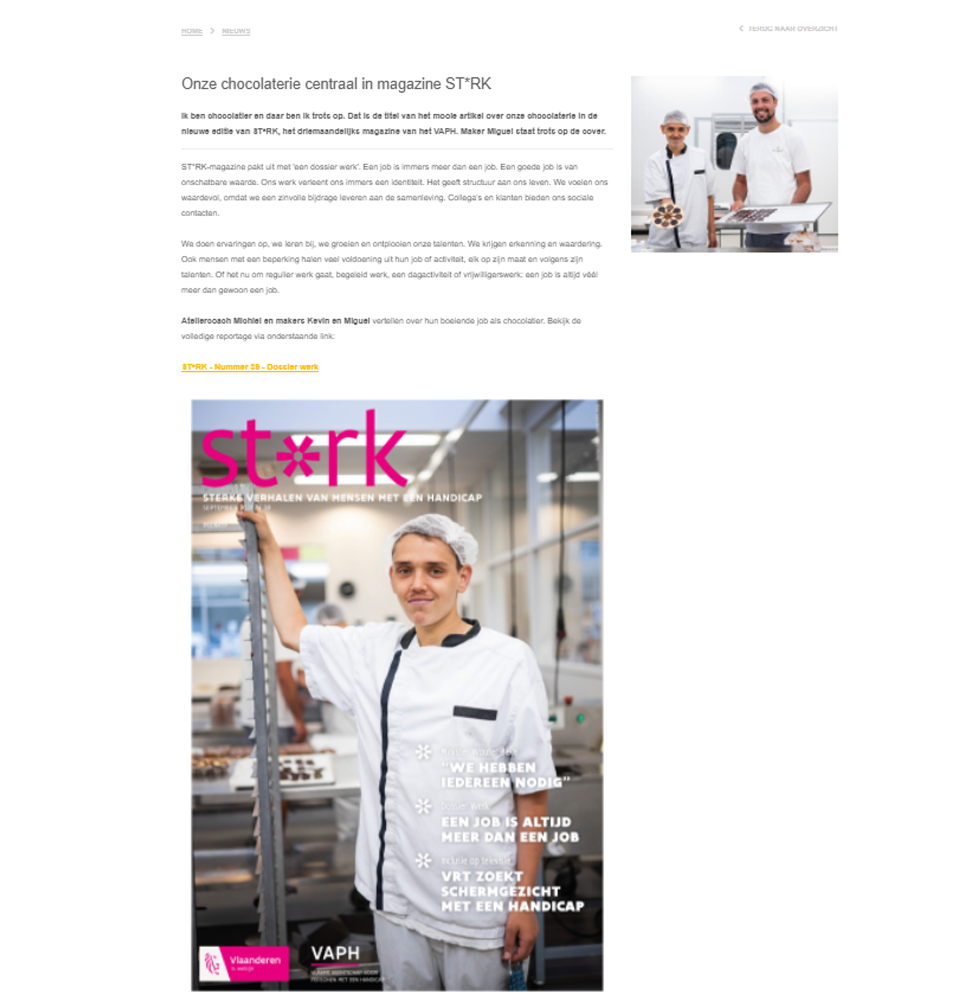 HOME > NIEUWS
TERUG NAAR OVERZICHT
Onze chocolaterie centraal in magazine ST*RK
Ik ben chocolatier en daar ben ik trots op. Dat is de titel van het mooie artikel over onze chocolaterie in de
nieuwe editie van ST*RK, het driemaandelijks magazine van het VAPH. Maker Miguel staat trots op de cover.
ST*RK-magazine pakt uit met 'een dossier werk'. Een job is immers meer dan een job. Een goede job is van
onschatbare waarde. Ons werk verleent ons immers een identiteit. Het geeft structuur aan ons leven. We voelen ons
waardevol, omdat we een zinvolle bijdrage leveren aan de samenleving. Collega's en klanten bieden ons sociale
contacten.
We doen ervaringen op, we leren bij, we groeien en ontplooien onze talenten. We krijgen erkenning en waardering.
Ook mensen met een beperking halen veel voldoening uit hun job of activiteit, elk op zijn maat en volgens zijn
talenten. Of het nu om regulier werk gaat, begeleid werk, een dagactiviteit of vrijwilligerswerk: een job is altijd véél
meer dan gewoon een job.
Ateliercoach Michiel en makers Kevin en Miguel vertellen over hun boeiende job als chocolatier. Bekijk de
volledige reportage via onderstaande link:
ST*RK - Nummer 39 - Dossier werk
st*rk
STERKE VERHALEN VAN MENSEN MET EEN HANDICAP
SEPTEMBER 2021 N° 39
Minister Wouter Beke
"WE HEBBEN
IEDEREEN NODIG"
Dossier Werk
EEN JOB IS ALTIJD
MEER DAN EEN JOB
Inclusie op televisie
VRT ZOEKT
SCHERMGEZICHT
MET EEN HANDICAP
Vlaanderen
is welzijn
VAPH
VLAAMS AGENTSCHAP VOOR
PERSONEN MET EEN HANDICAP